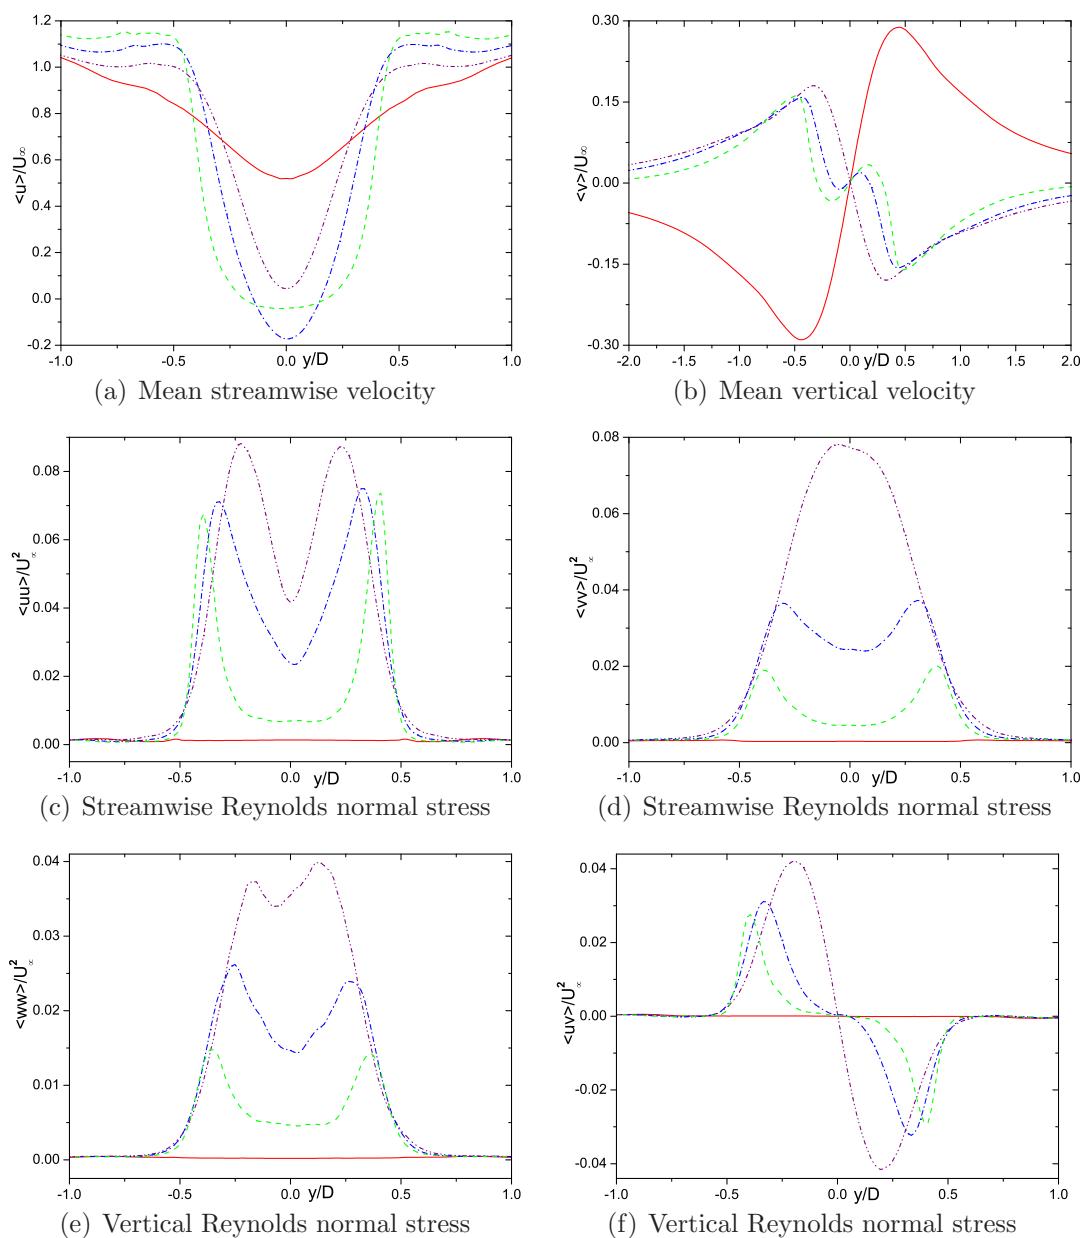 1.2
1.0
0.8
0.6
0.4
0.2
0.0
-0.2
<u>/U∞
-1.0 -0.5 0.0 y/D 0.5 1.0
(a) Mean streamwise velocity
0.30
0.15
0.00
-0.15
-0.30
<v>/U∞
-2.0 -1.5 -1.0 -0.5 0.0 y/D 0.5 1.0 1.5 2.0
(b) Mean vertical velocity
0.08
0.06
0.04
0.02
0.00
<uu>/U²∞
-1.0 -0.5 0.0 y/D 0.5 1.0
(c) Streamwise Reynolds normal stress
0.08
0.06
0.04
0.02
0.00
<vv>/U²∞
-1.0 -0.5 0.0 y/D 0.5 1.0
(d) Streamwise Reynolds normal stress
0.04
0.03
0.02
0.01
0.00
<ww>/U²∞
-1.0 -0.5 0.0 y/D 0.5 1.0
(e) Vertical Reynolds normal stress
0.04
0.02
0.00
-0.02
-0.04
<uv>/U²∞
-1.0 -0.5 0.0 y/D 0.5 1.0
(f) Vertical Reynolds normal stress